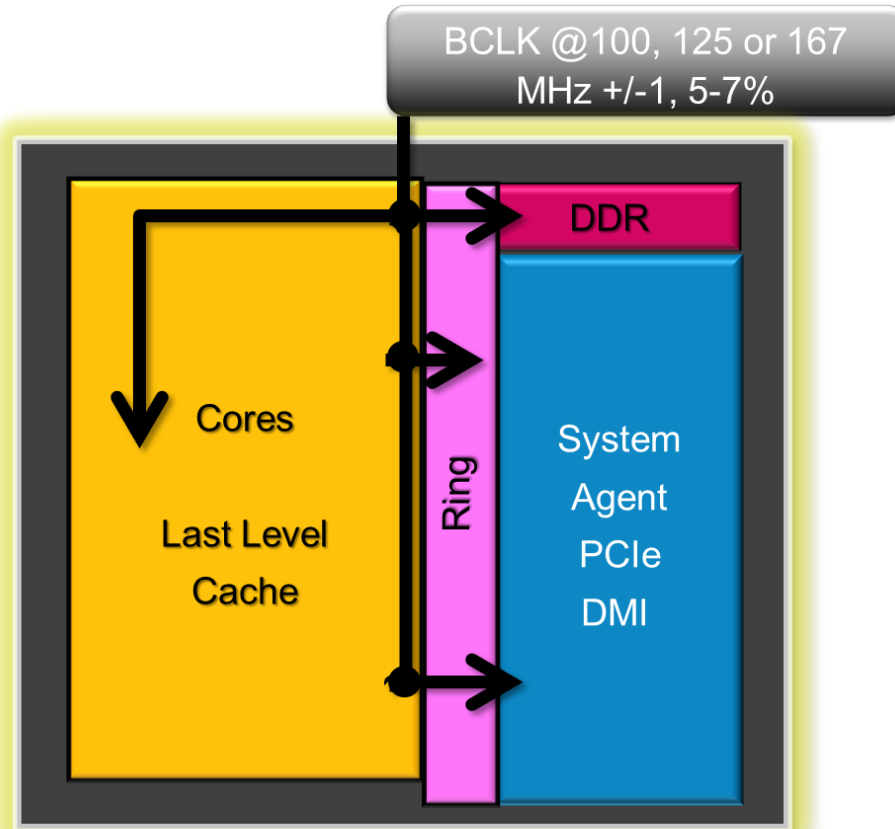 BCLK @100, 125 or 167
MHz +/-1, 5-7%
DDR
Cores
Last Level
Cache
Ring
System
Agent
PCIe
DMI